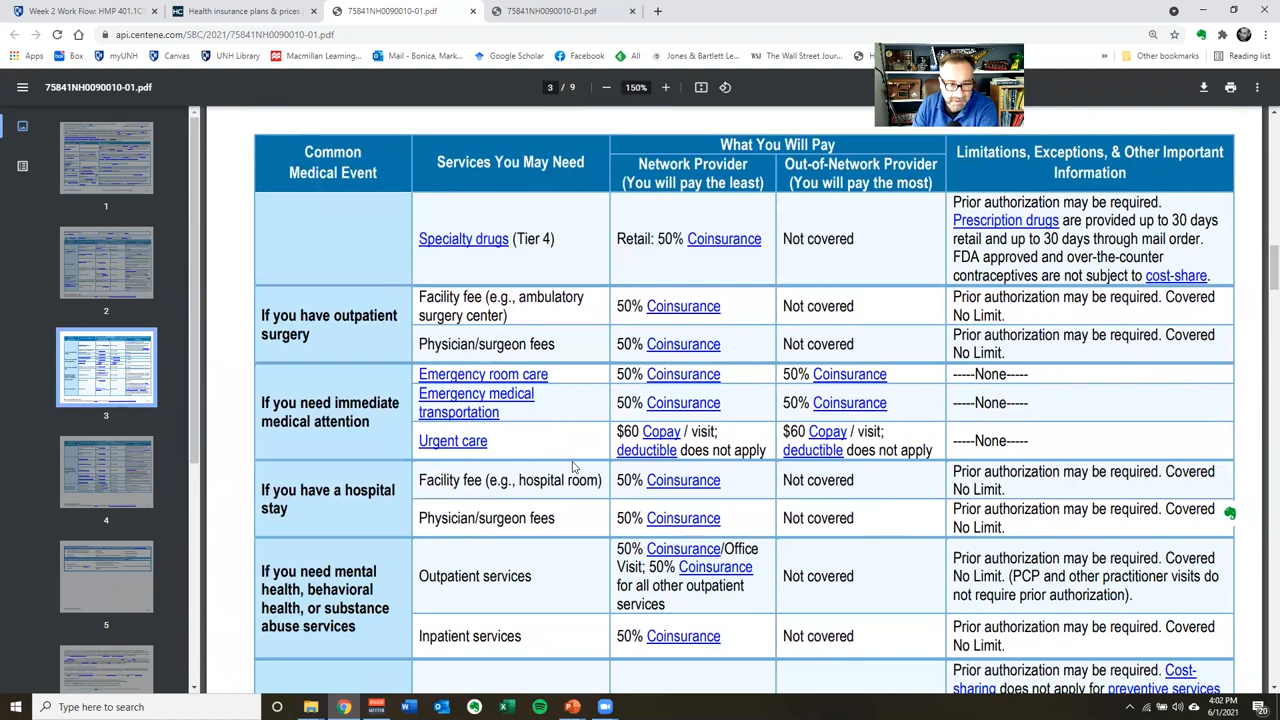 Week 2 Work Flow: HMP 401.1CH
Health insurance plans & prices |
75841NH0090010-01.pdf
75841NH0090010-01.pdf
api.centene.com/SBC/2021/75841NH0090010-01.pdf
Apps
Bonvoy
myUNH
Canvas
UNH Library
Macmillan Learning
Mail - Bonica, Mark...
Google Scholar
Facebook
All
Jones & Bartlett Le...
The Wall Street Jour...
Other bookmarks
Reading list
75841NH0090010-01.pdf
3 / 9
150%
Common
Medical Event
Services You May Need
What You Will Pay
Network Provider
(You will pay the least)
Out-of-Network Provider
(You will pay the most)
Limitations, Exceptions, & Other Important
Information
Specialty drugs (Tier 4)
Retail: 50% Coinsurance
Not covered
Prior authorization may be required.
Prescription drugs are provided up to 30 days
retail and up to 30 days through mail order.
FDA approved and over-the-counter
contraceptives are not subject to cost-share.
If you have outpatient
surgery
Facility fee (e.g., ambulatory
surgery center)
50% Coinsurance
Not covered
Prior authorization may be required. Covered
No Limit.
Physician/surgeon fees
50% Coinsurance
Not covered
Prior authorization may be required. Covered
No Limit.
If you need immediate
medical attention
Emergency room care
50% Coinsurance
50% Coinsurance
-----None-----
Emergency medical
transportation
50% Coinsurance
50% Coinsurance
-----None-----
Urgent care
$60 Copay / visit;
deductible does not apply
$60 Copay / visit;
deductible does not apply
-----None-----
If you have a hospital
stay
Facility fee (e.g., hospital room)
50% Coinsurance
Not covered
Prior authorization may be required. Covered
No Limit.
Physician/surgeon fees
50% Coinsurance
Not covered
Prior authorization may be required. Covered
No Limit.
If you need mental
health, behavioral
health, or substance
abuse services
Outpatient services
50% Coinsurance/Office
Visit; 50% Coinsurance
for all other outpatient
services
Not covered
Prior authorization may be required. Covered
No Limit. (PCP and other practitioner visits do
not require prior authorization).
Inpatient services
50% Coinsurance
Not covered
Prior authorization may be required. Covered
No Limit.
Prior authorization may be required. Cost-
sharing does not apply for preventive services
1
2
3
4
5
Type here to search
4:02 PM
6/1/2021